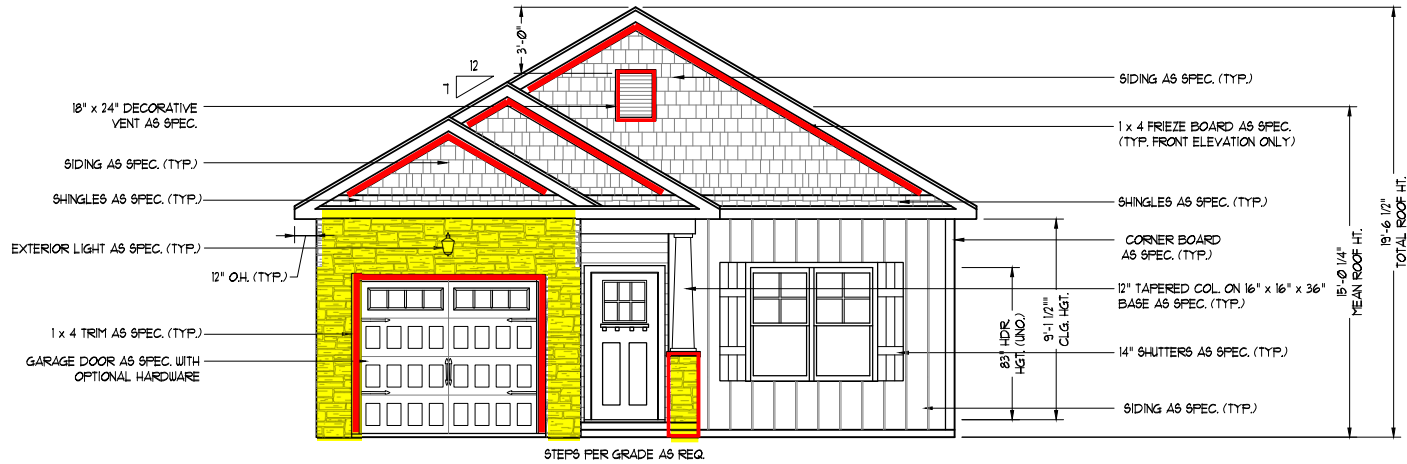 3'-0"
12
7
18" x 24" DECORATIVE
VENT AS SPEC.
SIDING AS SPEC. (TYP.)
SHINGLES AS SPEC. (TYP.)
EXTERIOR LIGHT AS SPEC. (TYP.)
12" O.H. (TYP.)
1 x 4 TRIM AS SPEC. (TYP.)
GARAGE DOOR AS SPEC. WITH
OPTIONAL HARDWARE
STEPS PER GRADE AS REQ.
SIDING AS SPEC. (TYP.)
1 x 4 FRIEZE BOARD AS SPEC.
(TYP. FRONT ELEVATION ONLY)
SHINGLES AS SPEC. (TYP.)
CORNER BOARD
AS SPEC. (TYP.)
12" TAPERED COL. ON 16" x 16" x 36"
BASE AS SPEC. (TYP.)
14" SHUTTERS AS SPEC. (TYP.)
SIDING AS SPEC. (TYP.)
83" HDR
HGT. (UNO.)
9'-1 1/2"
CLG. HGT.
15'-0 1/4"
MEAN ROOF HT.
19'-6 1/2"
TOTAL ROOF HT.